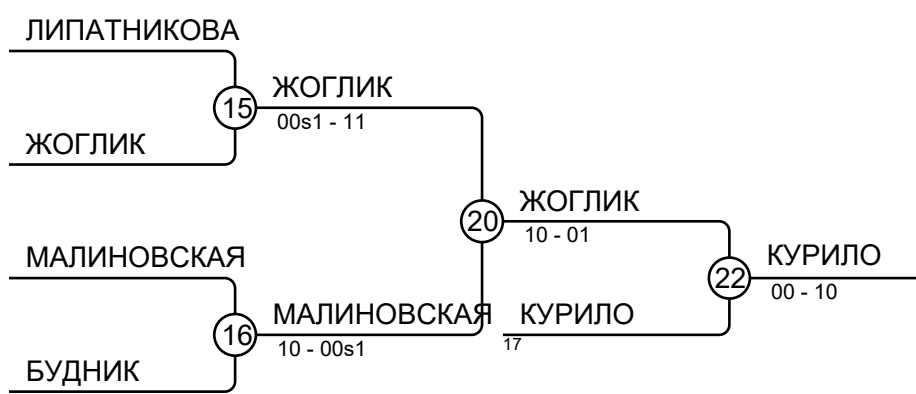 ЛИПАТНИКОВА
ЖОГЛИК
15
00s1 - 11
ЖОГЛИК
ЖОГЛИК
20
10 - 01
МАЛИНОВСКАЯ
КУРИЛО
22
00 - 10
МАЛИНОВСКАЯ
КУРИЛО
16
10 - 00s1
17
БУДНИК